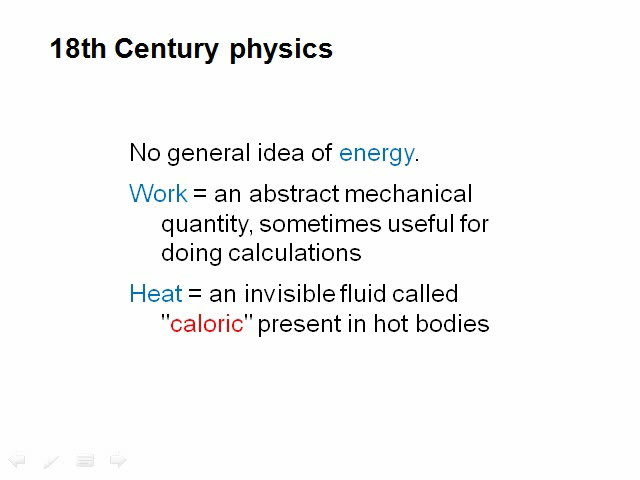 18th Century physics
No general idea of energy.
Work = an abstract mechanical
quantity, sometimes useful for
doing calculations
Heat = an invisible fluid called
"caloric" present in hot bodies